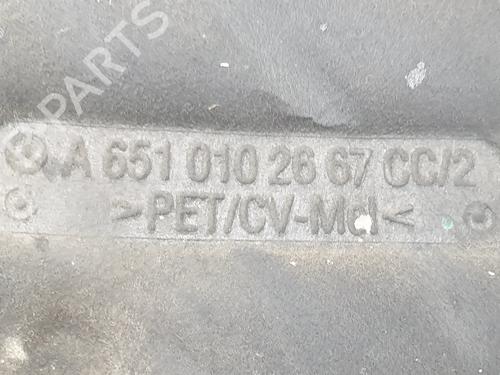 A 651 010 26 67 CC/2
>PET/CV-Md<
PARTS